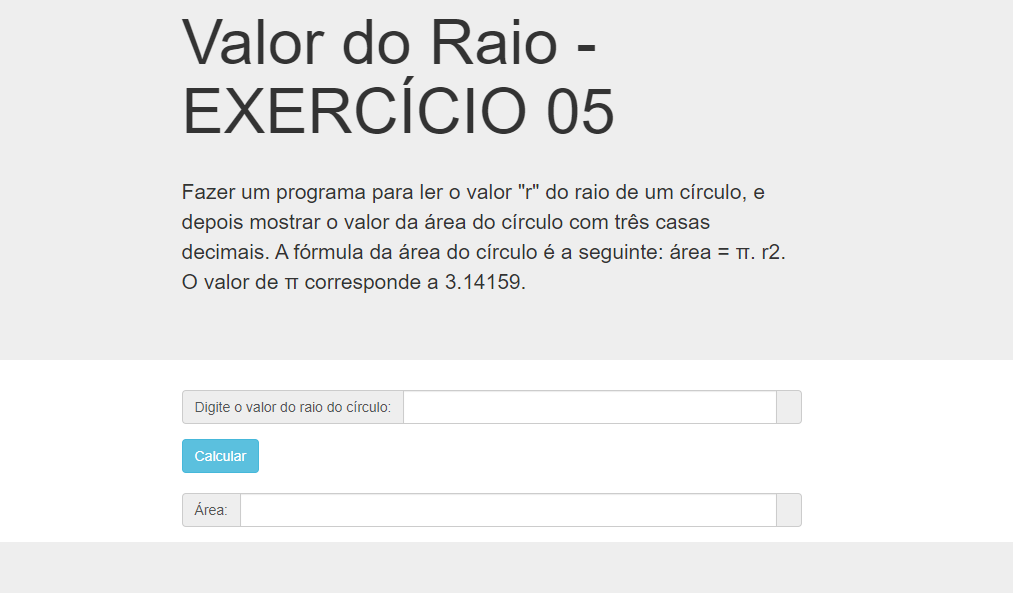 Valor do Raio -
EXERCÍCIO 05
Fazer um programa para ler o valor "r" do raio de um círculo, e
depois mostrar o valor da área do círculo com três casas
decimais. A fórmula da área do círculo é a seguinte: área = π. r2.
O valor de π corresponde a 3.14159.
Digite o valor do raio do círculo:
Calcular
Área: